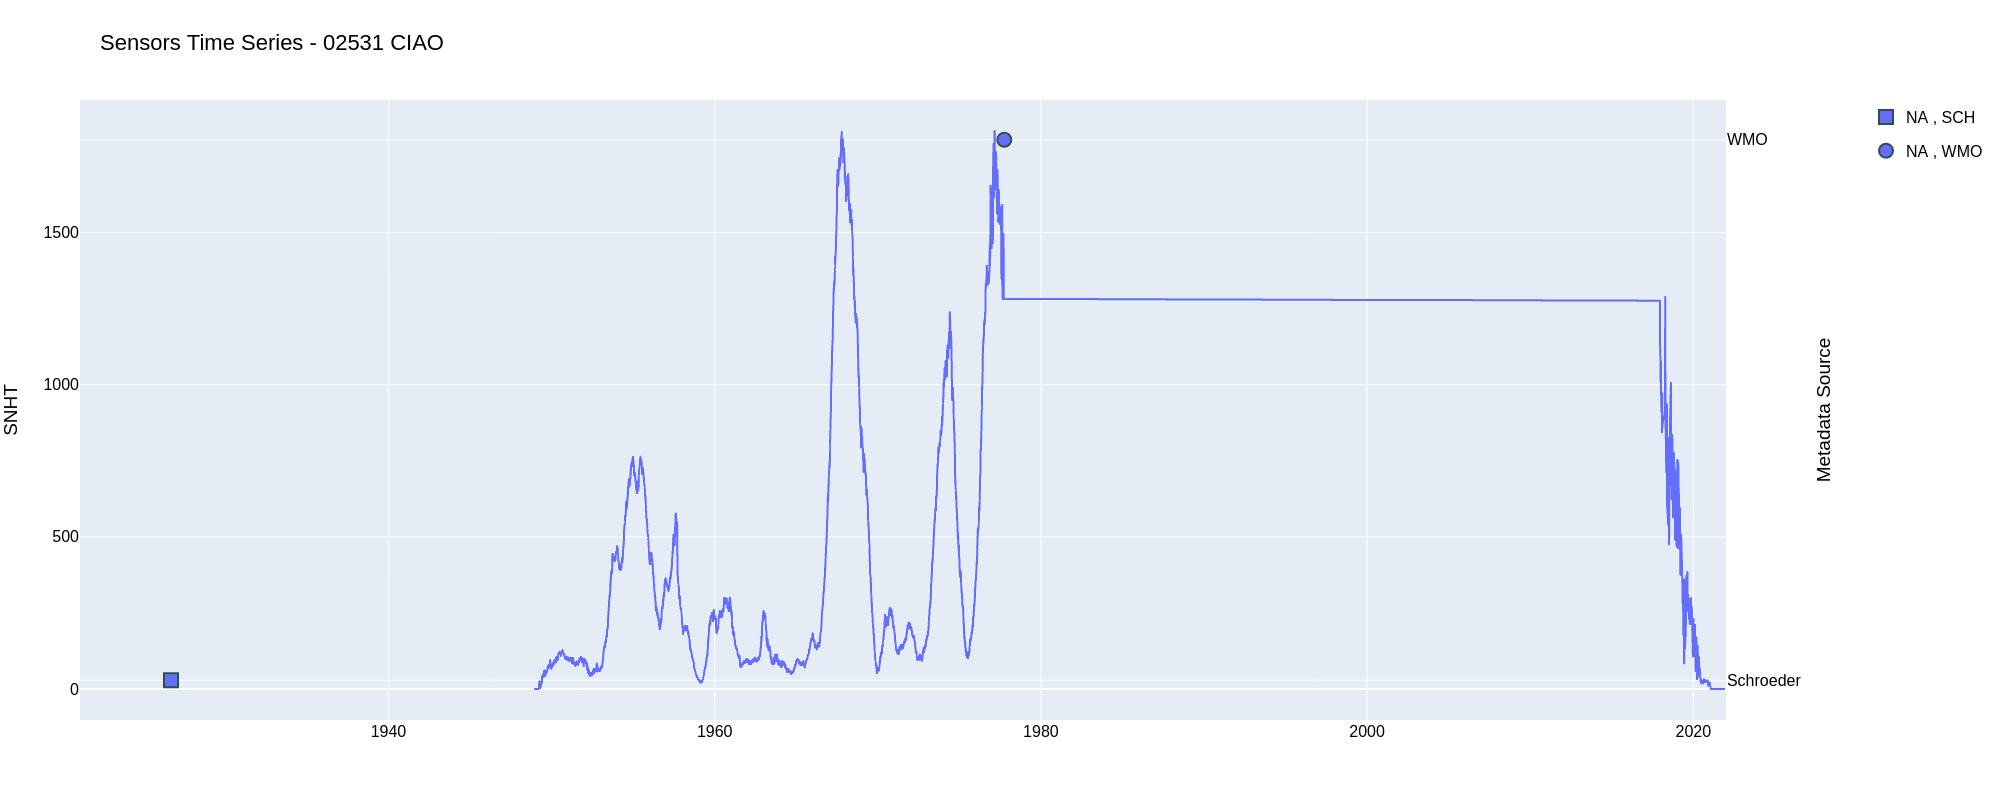 Sensors Time Series - 02531 CIAO
NA , SCH
NA , WMO
WMO
Schroeder
Metadata Source
SNHT
1500
1000
500
0
1940
1960
1980
2000
2020